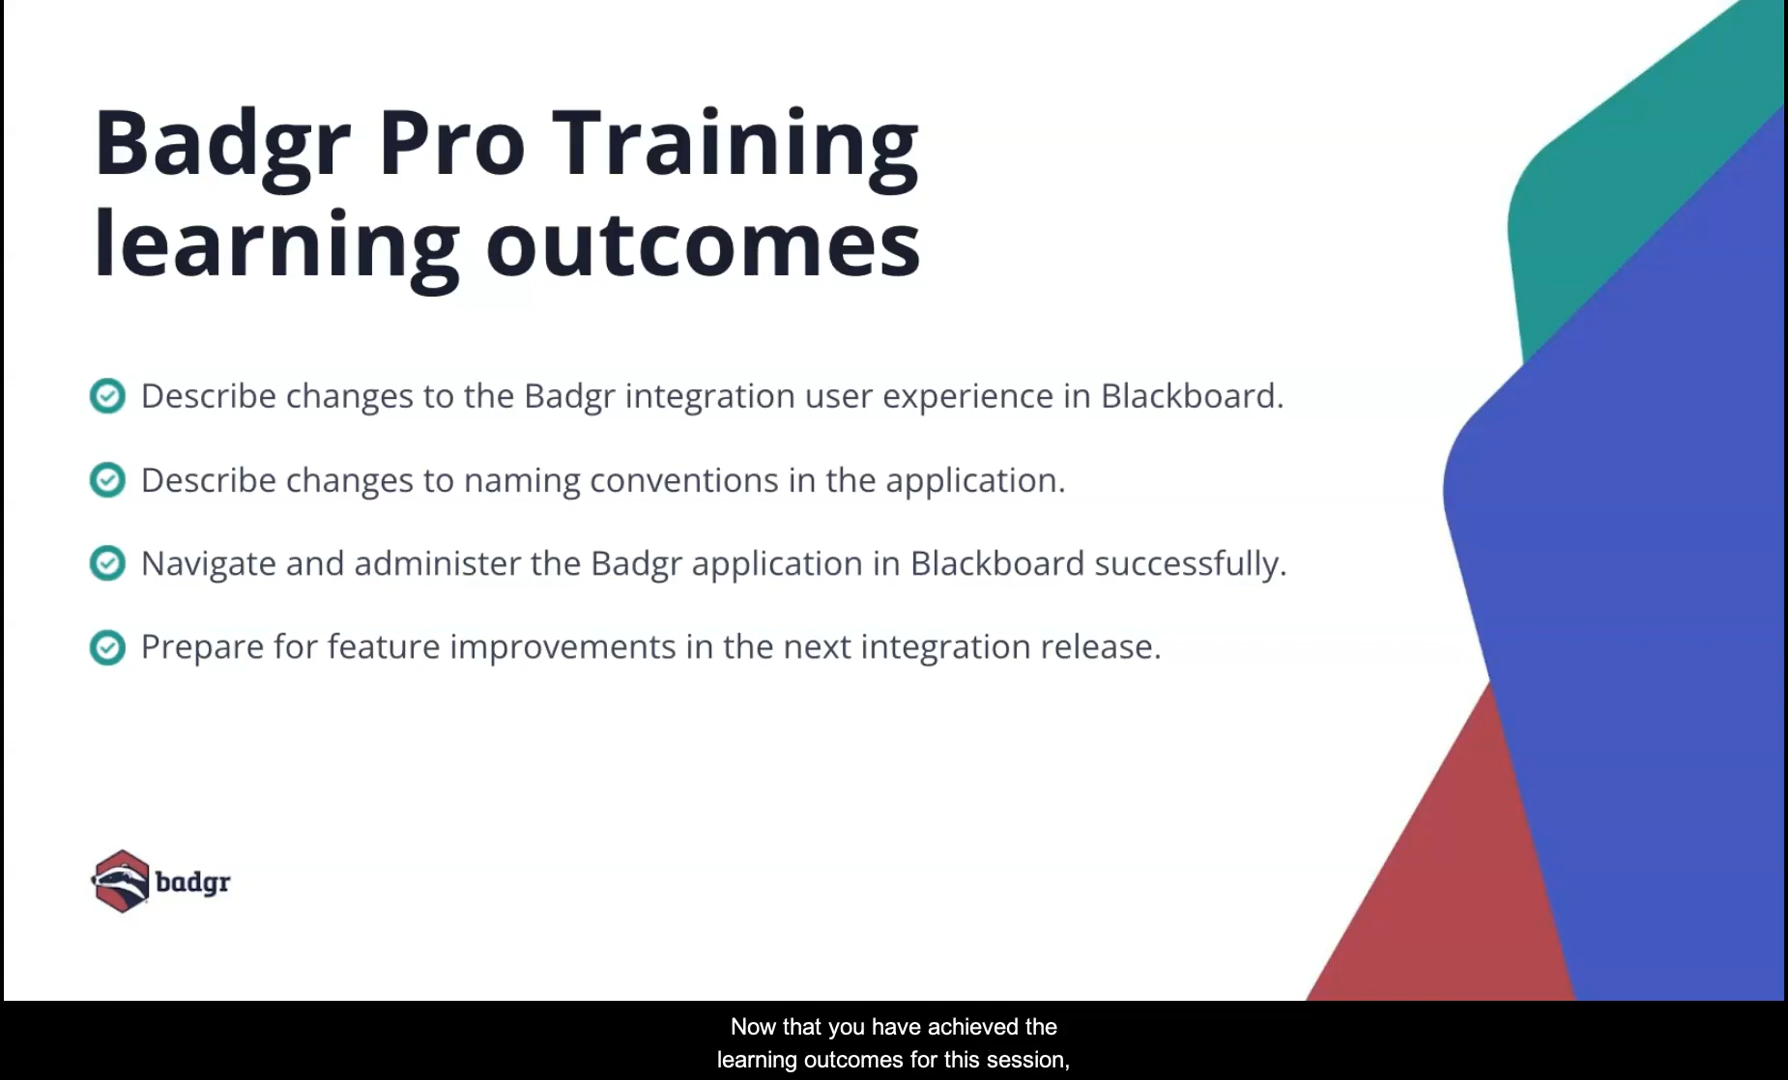 Badgr Pro Training
learning outcomes
Describe changes to the Badgr integration user experience in Blackboard.
Describe changes to naming conventions in the application.
Navigate and administer the Badgr application in Blackboard successfully.
Prepare for feature improvements in the next integration release.
badgr
Now that you have achieved the
learning outcomes for this session,